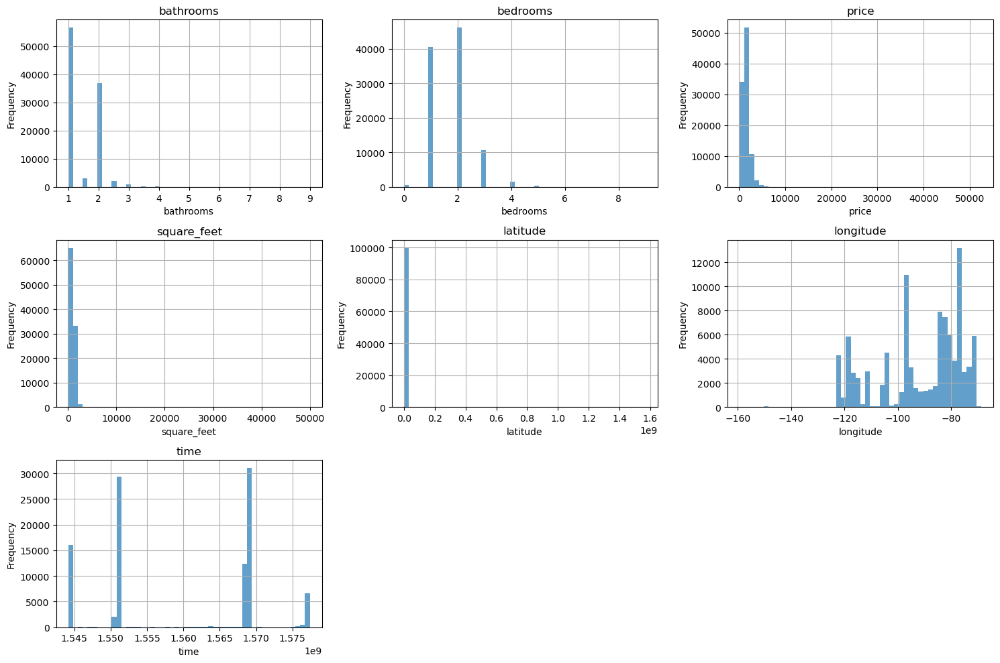 bathrooms
Frequency
50000
40000
30000
20000
10000
0
1 2 3 4 5 6 7 8 9
bathrooms
bedrooms
Frequency
40000
30000
20000
10000
0
0 2 4 6 8
bedrooms
price
Frequency
50000
40000
30000
20000
10000
0
0 10000 20000 30000 40000 50000
price
square_feet
Frequency
60000
50000
40000
30000
20000
10000
0
0 10000 20000 30000 40000 50000
square_feet
latitude
Frequency
100000
80000
60000
40000
20000
0
0.0 0.2 0.4 0.6 0.8 1.0 1.2 1.4 1.6
1e9
latitude
longitude
Frequency
12000
10000
8000
6000
4000
2000
0
−160 −140 −120 −100 −80
longitude
time
Frequency
30000
25000
20000
15000
10000
5000
0
1.545 1.550 1.555 1.560 1.565 1.570 1.575
1e9
time